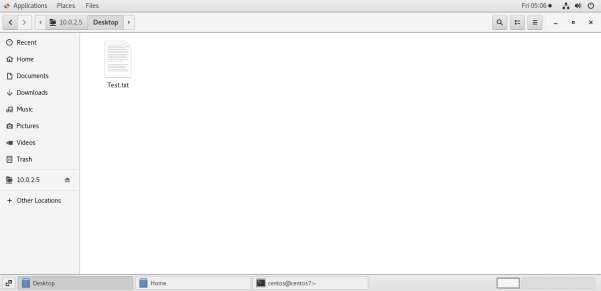 Applications Places Files Fri 05:06
10.0.2.5 Desktop
Recent
Home
Documents
Downloads
Music
Pictures
Videos
Trash
10.0.2.5
Other Locations
Test.txt
Desktop Home centos@centos7:~